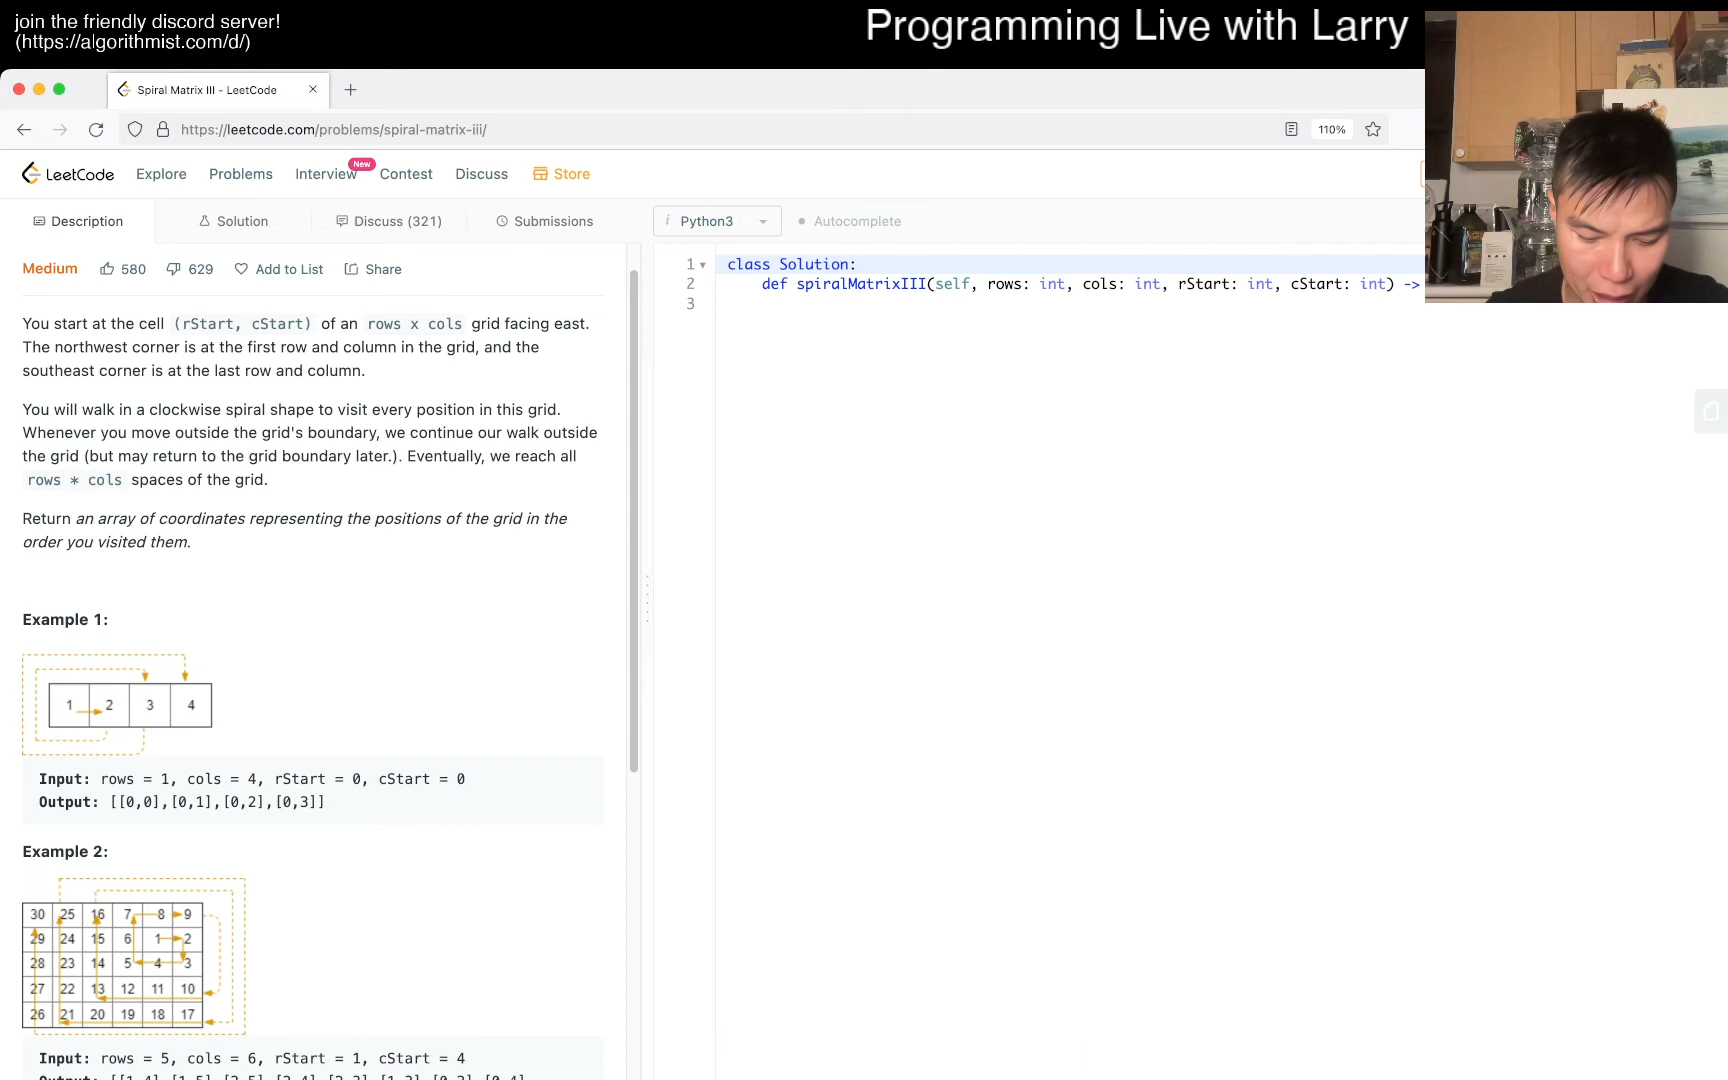 join the friendly discord server!
(https://algorithmist.com/d/)
Programming Live with Larry
Spiral Matrix III - LeetCode
https://leetcode.com/problems/spiral-matrix-iii/
110%
LeetCode Explore Problems Interview New Contest Discuss Store
Description Solution Discuss (321) Submissions
i Python3 Autocomplete
Medium 580 629 Add to List Share
You start at the cell (rStart, cStart) of an rows x cols grid facing east.
The northwest corner is at the first row and column in the grid, and the
southeast corner is at the last row and column.
You will walk in a clockwise spiral shape to visit every position in this grid.
Whenever you move outside the grid's boundary, we continue our walk outside
the grid (but may return to the grid boundary later.). Eventually, we reach all
rows * cols spaces of the grid.
Return an array of coordinates representing the positions of the grid in the
order you visited them.
Example 1:
1 2 3 4
Input: rows = 1, cols = 4, rStart = 0, cStart = 0
Output: [[0,0],[0,1],[0,2],[0,3]]
Example 2:
30 25 16 7 8 9
29 24 15 6 1 2
28 23 14 5 4 3
27 22 13 12 11 10
26 21 20 19 18 17
Input: rows = 5, cols = 6, rStart = 1, cStart = 4
1 class Solution:
2 def spiralMatrixIII(self, rows: int, cols: int, rStart: int, cStart: int) ->
3